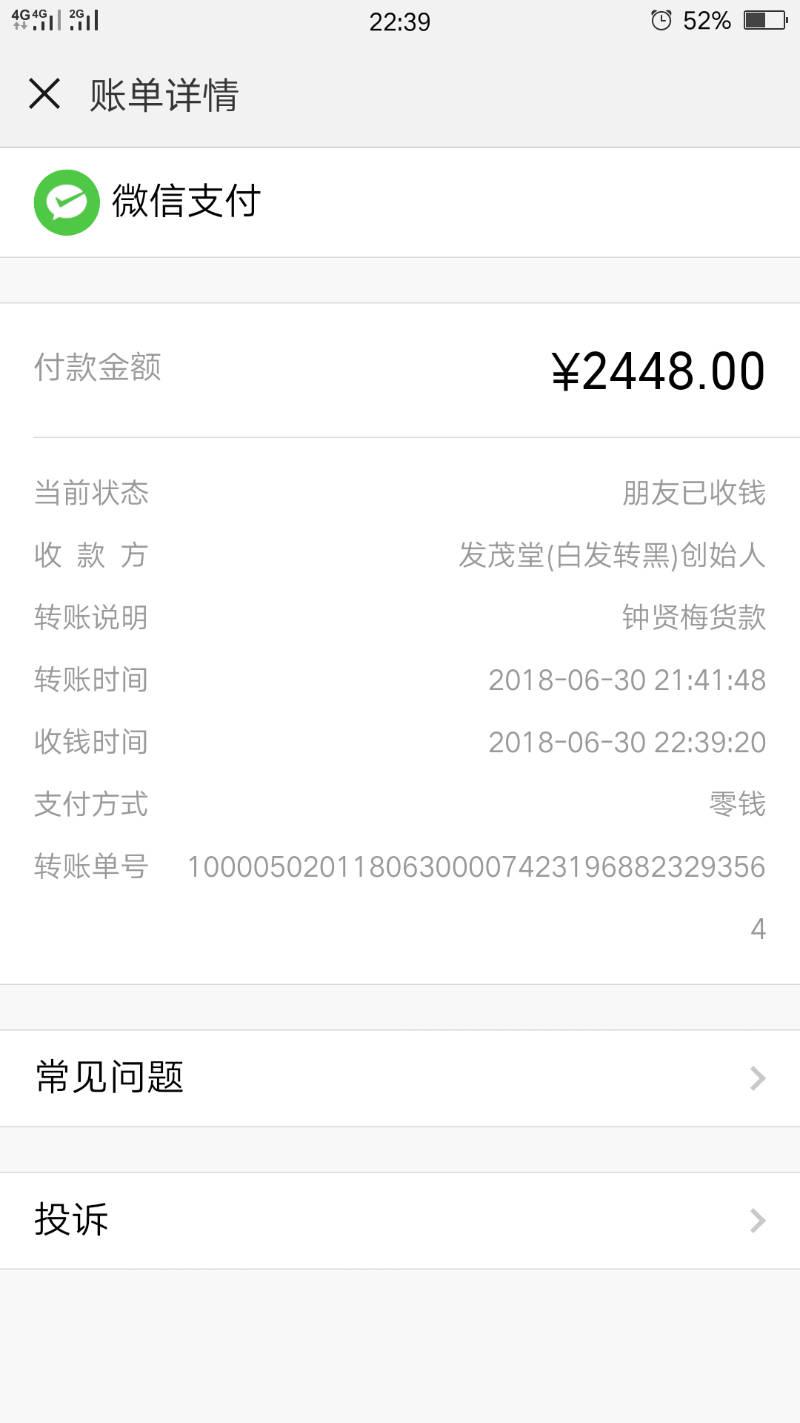 4G 4G 2G 22:39 52%
账单详情
微信支付
付款金额 ¥2448.00
当前状态 朋友已收钱
收款方 发茂堂(白发转黑)创始人
转账说明 钟贤梅货款
转账时间 2018-06-30 21:41:48
收钱时间 2018-06-30 22:39:20
支付方式 零钱
转账单号 100005020118063000074231968823293​56
4
常见问题
投诉